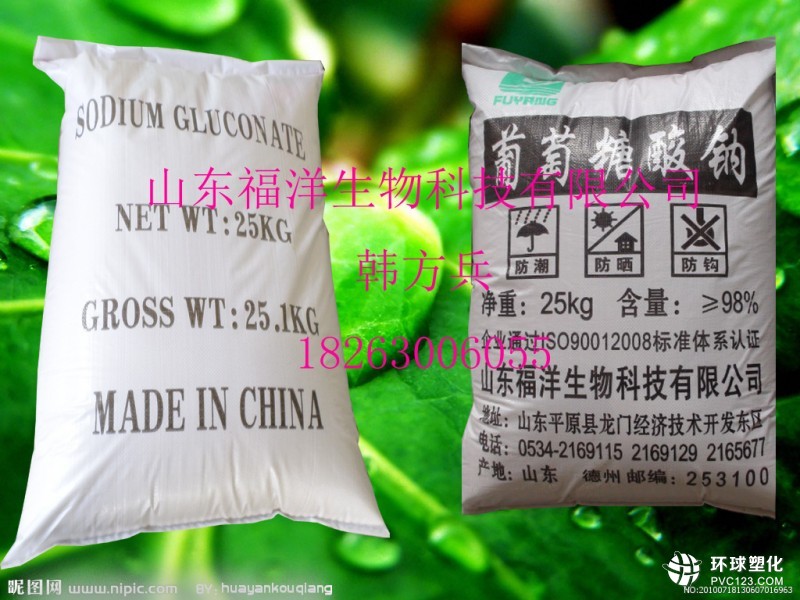 SODIUM GLUCONATE
NET WT:25KG
GROSS WT:25.1KG
MADE IN CHINA
FUYANG
葡萄糖酸钠
防潮 防晒 防钩
净重：25kg 含量：≥98%
企业通过ISO90012008标准体系认证
山东福洋生物科技有限公司
地址：山东平原县龙门经济技术开发东区
电话：0534-2169115 2169129 2165677
产地：山东 德州 邮编：253100
山东福洋生物科技有限公司
韩方兵
18263006055
昵图网 www.nipic.com BY: huayankouqiang
环球塑化
PVC123.COM
NO:20100718130607016963